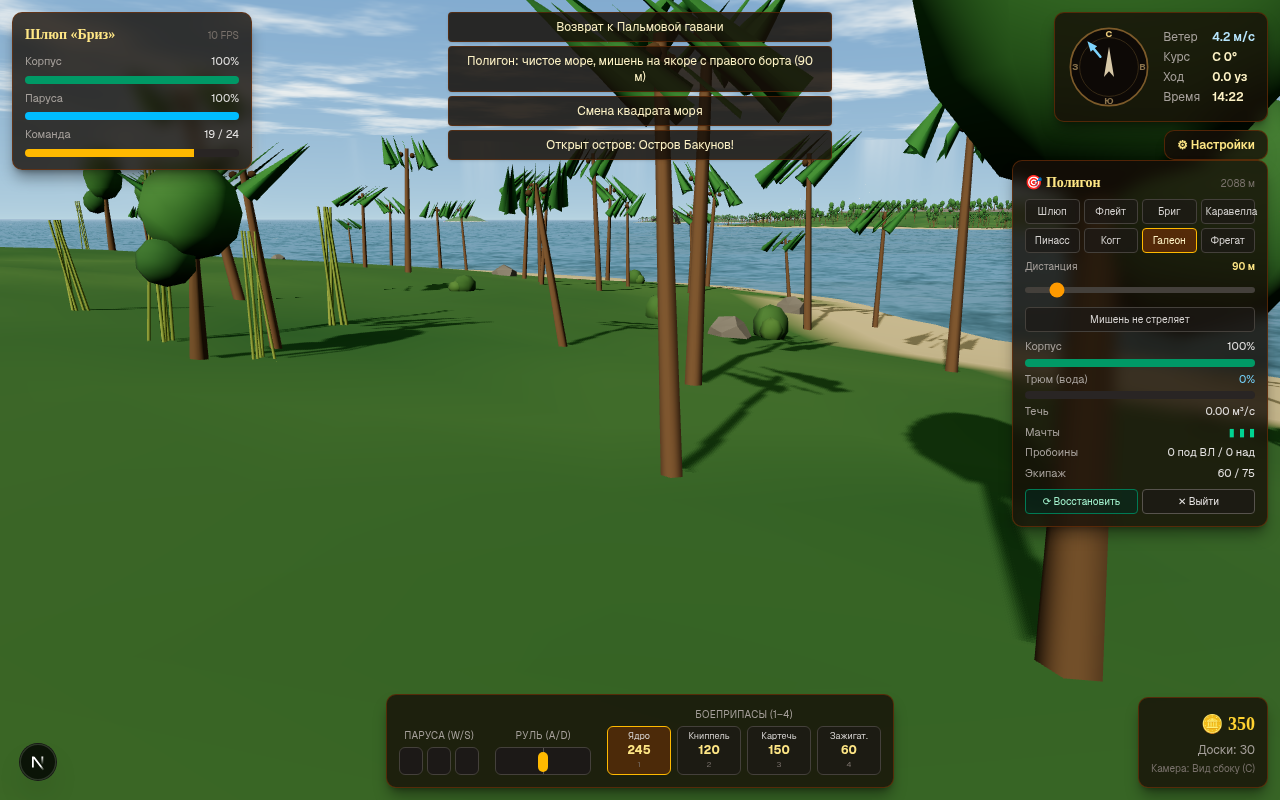 Шлюп «Бриз»
10 FPS
Корпус 100%
Паруса 100%
Команда 19 / 24
Возврат к Пальмовой гавани
Полигон: чистое море, мишень на якоре с правого борта (90
м)
Смена квадрата моря
Открыт остров: Остров Бакунов!
С
З
В
Ю
Ветер 4.2 м/с
Курс С 0°
Ход 0.0 уз
Время 14:22
⚙ Настройки
🎯 Полигон 2088 м
Шлюп Флейт Бриг Каравелла
Пинасс Когг Галеон Фрегат
Дистанция 90 м
Мишень не стреляет
Корпус 100%
Трюм (вода) 0%
Течь 0.00 м³/с
Мачты
Пробоины 0 под ВЛ / 0 над
Экипаж 60 / 75
⟳ Восстановить ✕ Выйти
ПАРУСА (W/S)
РУЛЬ (A/D)
БОЕПРИПАСЫ (1–4)
Ядро Книппель Картечь Зажигат.
245 120 150 60
1 2 3 4
N
350
Доски: 30
Камера: Вид сбоку (C)